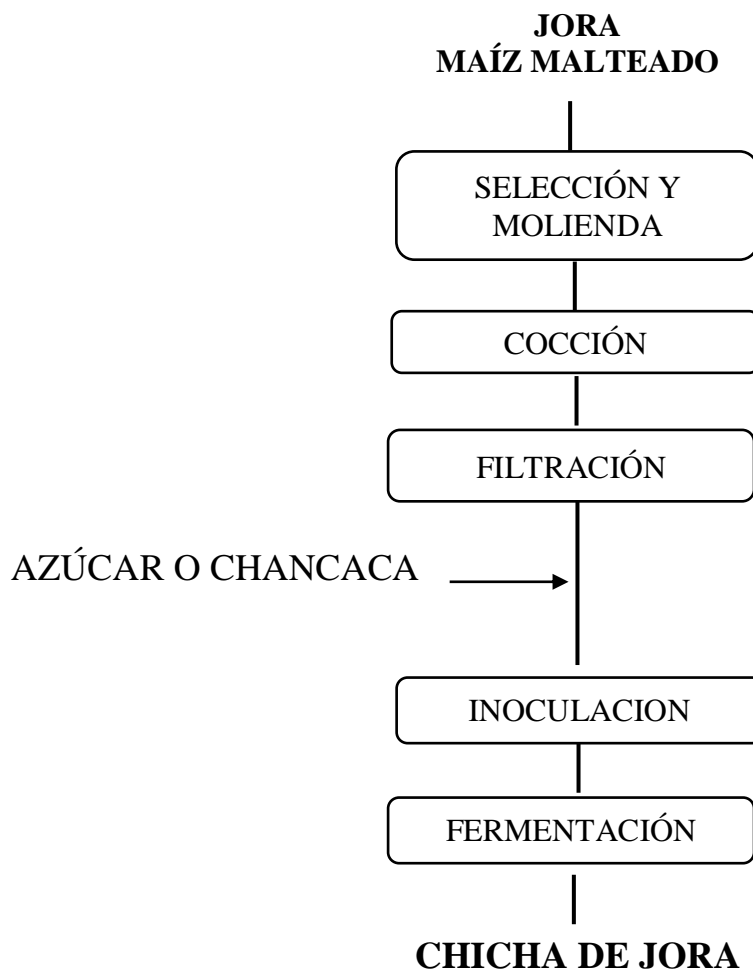 JORA
MAÍZ MALTEADO
SELECCIÓN Y
MOLIENDA
COCCIÓN
FILTRACIÓN
AZÚCAR O CHANCACA
INOCULACION
FERMENTACIÓN
CHICHA DE JORA